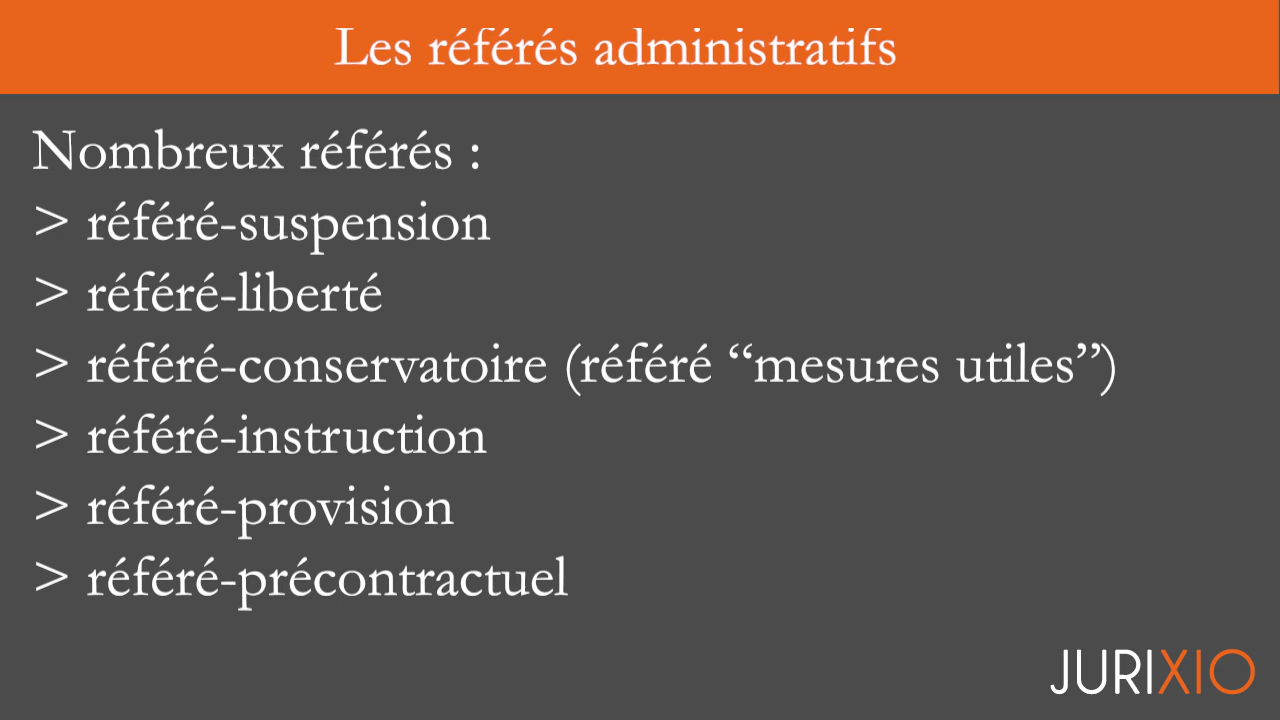 Les référés administratifs
Nombreux référés :
> référé-suspension
> référé-liberté
> référé-conservatoire (référé “mesures utiles”)
> référé-instruction
> référé-provision
> référé-précontractuel
JURIXIO